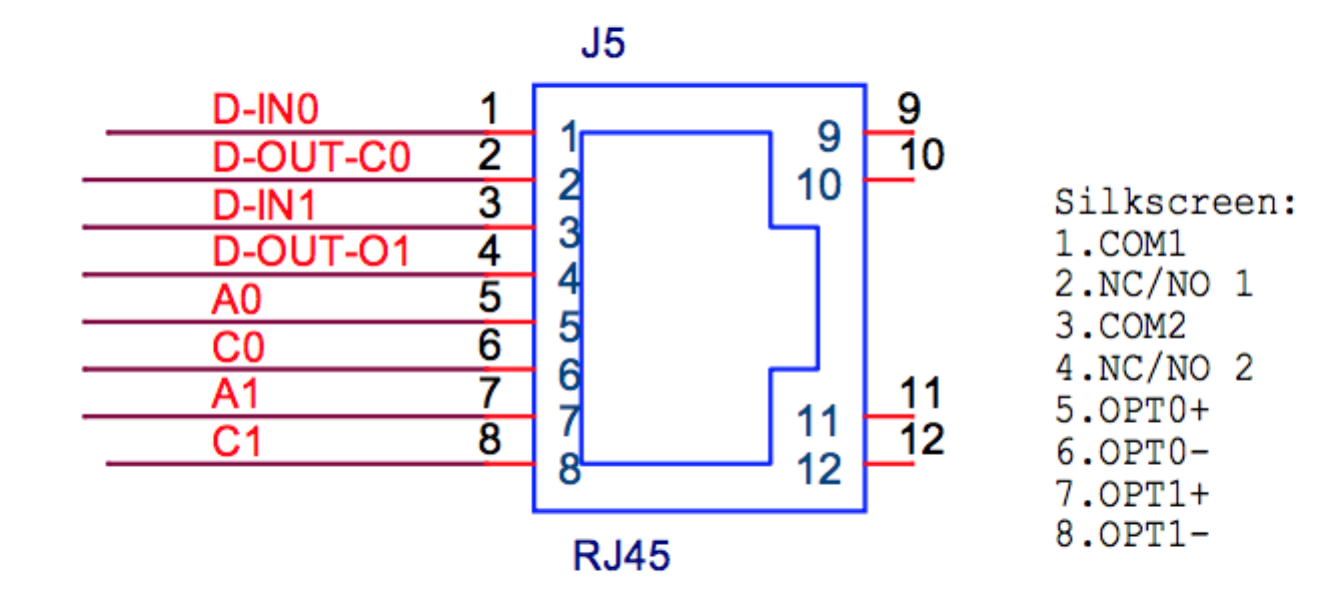 J5
D-IN0 1 1
D-OUT-C0 2 2
D-IN1 3 3
D-OUT-O1 4 4
A0 5 5
C0 6 6
A1 7 7
C1 8 8
9 9
10 10
11 11
12 12
RJ45
Silkscreen:
1.COM1
2.NC/NO 1
3.COM2
4.NC/NO 2
5.OPT0+
6.OPT0-
7.OPT1+
8.OPT1-